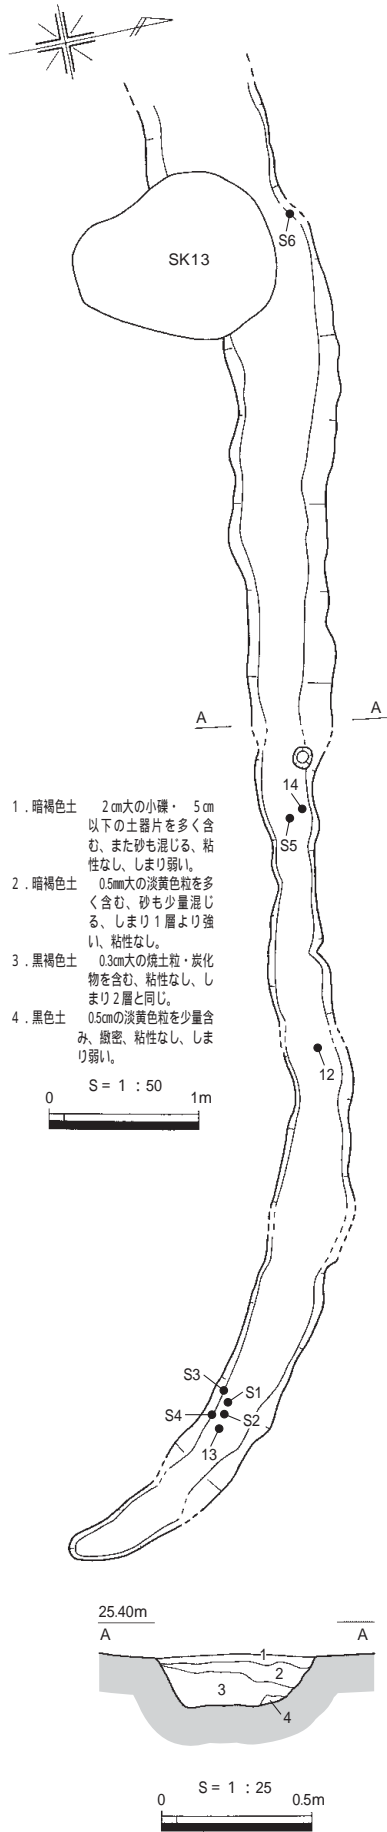 SK13
S6
A A
14
S5
1．暗褐色土　2㎝大の小礫・　5㎝
以下の土器片を多く含
む、また砂も混じる、粘
性なし、しまり弱い。
2．暗褐色土　0.5㎜大の淡黄色粒を多
く含む、砂も少量混じ
る、しまり１層より強
い、粘性なし。
3．黒褐色土　0.3㎝大の焼土粒・炭化
物を含む、粘性なし、し
まり２層と同じ。
4．黒色土　0.5㎝の淡黄色粒を少量含
み、緻密、粘性なし、しま
り弱い。
12
S = 1 : 50
0 1m
S3
S1
S4
S2
13
25.40m
A A
1
2
3
4
S = 1 : 25
0 0.5m